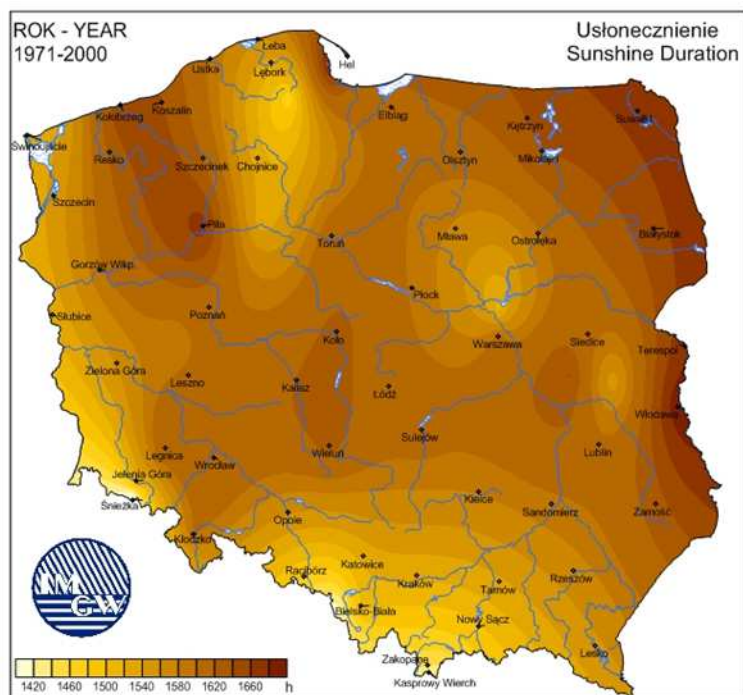 ROK - YEAR
1971-2000
Usłonecznienie
Sunshine Duration
Łeba
Ustka
Lębork
Hel
Koszalin
Kołobrzeg
Elbląg
Kętrzyn
Suwałki
Świnoujście
Resko
Szczecinek
Chojnice
Olsztyn
Mikołajki
Szczecin
Piła
Toruń
Mława
Ostrołęka
Białystok
Gorzów Wlkp.
Płock
Słubice
Poznań
Koło
Warszawa
Siedlce
Terespol
Zielona Góra
Leszno
Kalisz
Łódź
Włodawa
Sulejów
Legnica
Wrocław
Wieluń
Lublin
Jelenia Góra
Śnieżka
Kielce
Sandomierz
Zamość
Opole
Kłodzko
Katowice
Racibórz
Kraków
Tarnów
Rzeszów
Bielsko-Biała
Nowy Sącz
Lesko
Zakopane
Kasprowy Wierch
IM
GW
1420 1460 1500 1540 1580 1620 1660 h